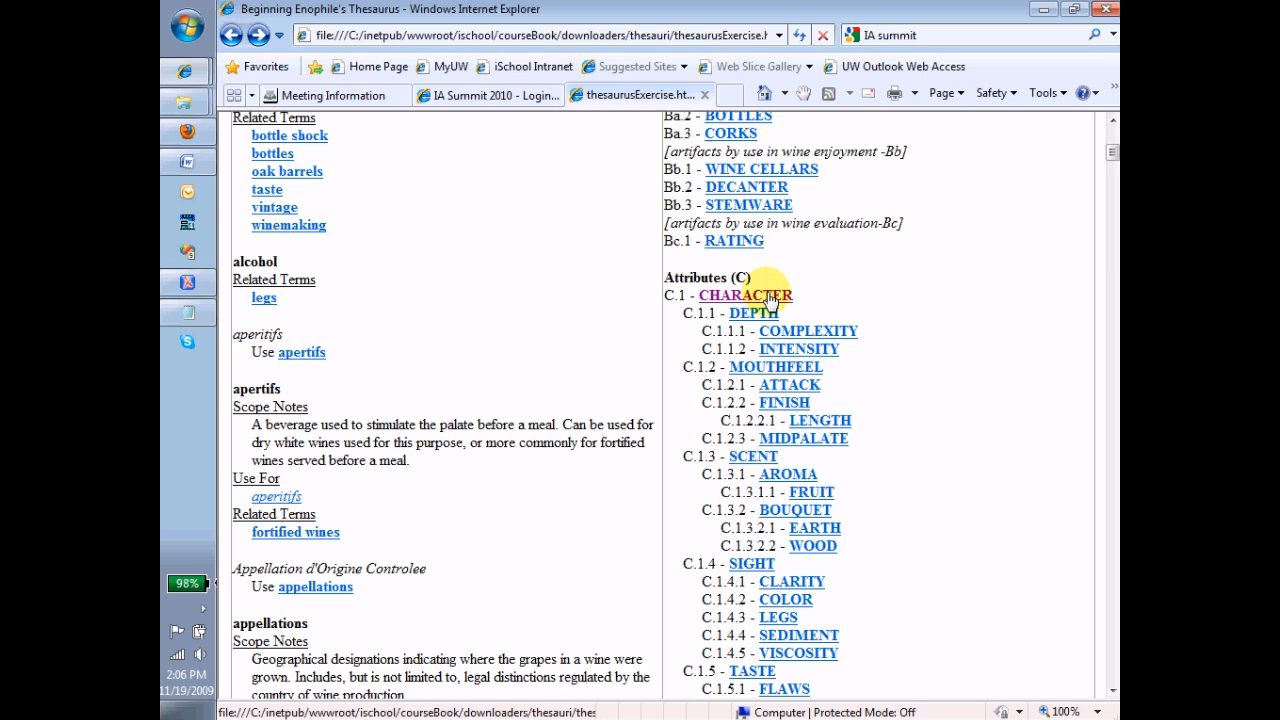 Beginning Enophile's Thesaurus - Windows Internet Explorer
file:///C:/inetpub/wwwroot/ischool/courseBook/downloaders/thesauri/thesaurusExercise.h
IA summit
Favorites
Home Page
MyUW
iSchool Intranet
Suggested Sites
Web Slice Gallery
UW Outlook Web Access
Meeting Information
IA Summit 2010 - Login...
thesaurusExercise.ht...
Page
Safety
Tools
Related Terms
bottle shock
bottles
oak barrels
taste
vintage
winemaking
alcohol
Related Terms
legs
aperitifs
Use apertifs
apertifs
Scope Notes
A beverage used to stimulate the palate before a meal. Can be used for
dry white wines used for this purpose, or more commonly for fortified
wines served before a meal.
Use For
aperitifs
Related Terms
fortified wines
Appellation d'Origine Controlee
Use appellations
appellations
Scope Notes
Geographical designations indicating where the grapes in a wine were
grown. Includes, but is not limited to, legal distinctions regulated by the
country of wine production.
Ba.2 - BOTTLES
Ba.3 - CORKS
[artifacts by use in wine enjoyment -Bb]
Bb.1 - WINE CELLARS
Bb.2 - DECANTER
Bb.3 - STEMWARE
[artifacts by use in wine evaluation-Bc]
Bc.1 - RATING
Attributes (C)
C.1 - CHARACTER
C.1.1 - DEPTH
C.1.1.1 - COMPLEXITY
C.1.1.2 - INTENSITY
C.1.2 - MOUTHFEEL
C.1.2.1 - ATTACK
C.1.2.2 - FINISH
C.1.2.2.1 - LENGTH
C.1.2.3 - MIDPALATE
C.1.3 - SCENT
C.1.3.1 - AROMA
C.1.3.1.1 - FRUIT
C.1.3.2 - BOUQUET
C.1.3.2.1 - EARTH
C.1.3.2.2 - WOOD
C.1.4 - SIGHT
C.1.4.1 - CLARITY
C.1.4.2 - COLOR
C.1.4.3 - LEGS
C.1.4.4 - SEDIMENT
C.1.4.5 - VISCOSITY
C.1.5 - TASTE
C.1.5.1 - FLAWS
98%
2:06 PM
11/19/2009
file:///C:/inetpub/wwwroot/ischool/courseBook/downloaders/thesauri/thes
Computer | Protected Mode: Off
100%